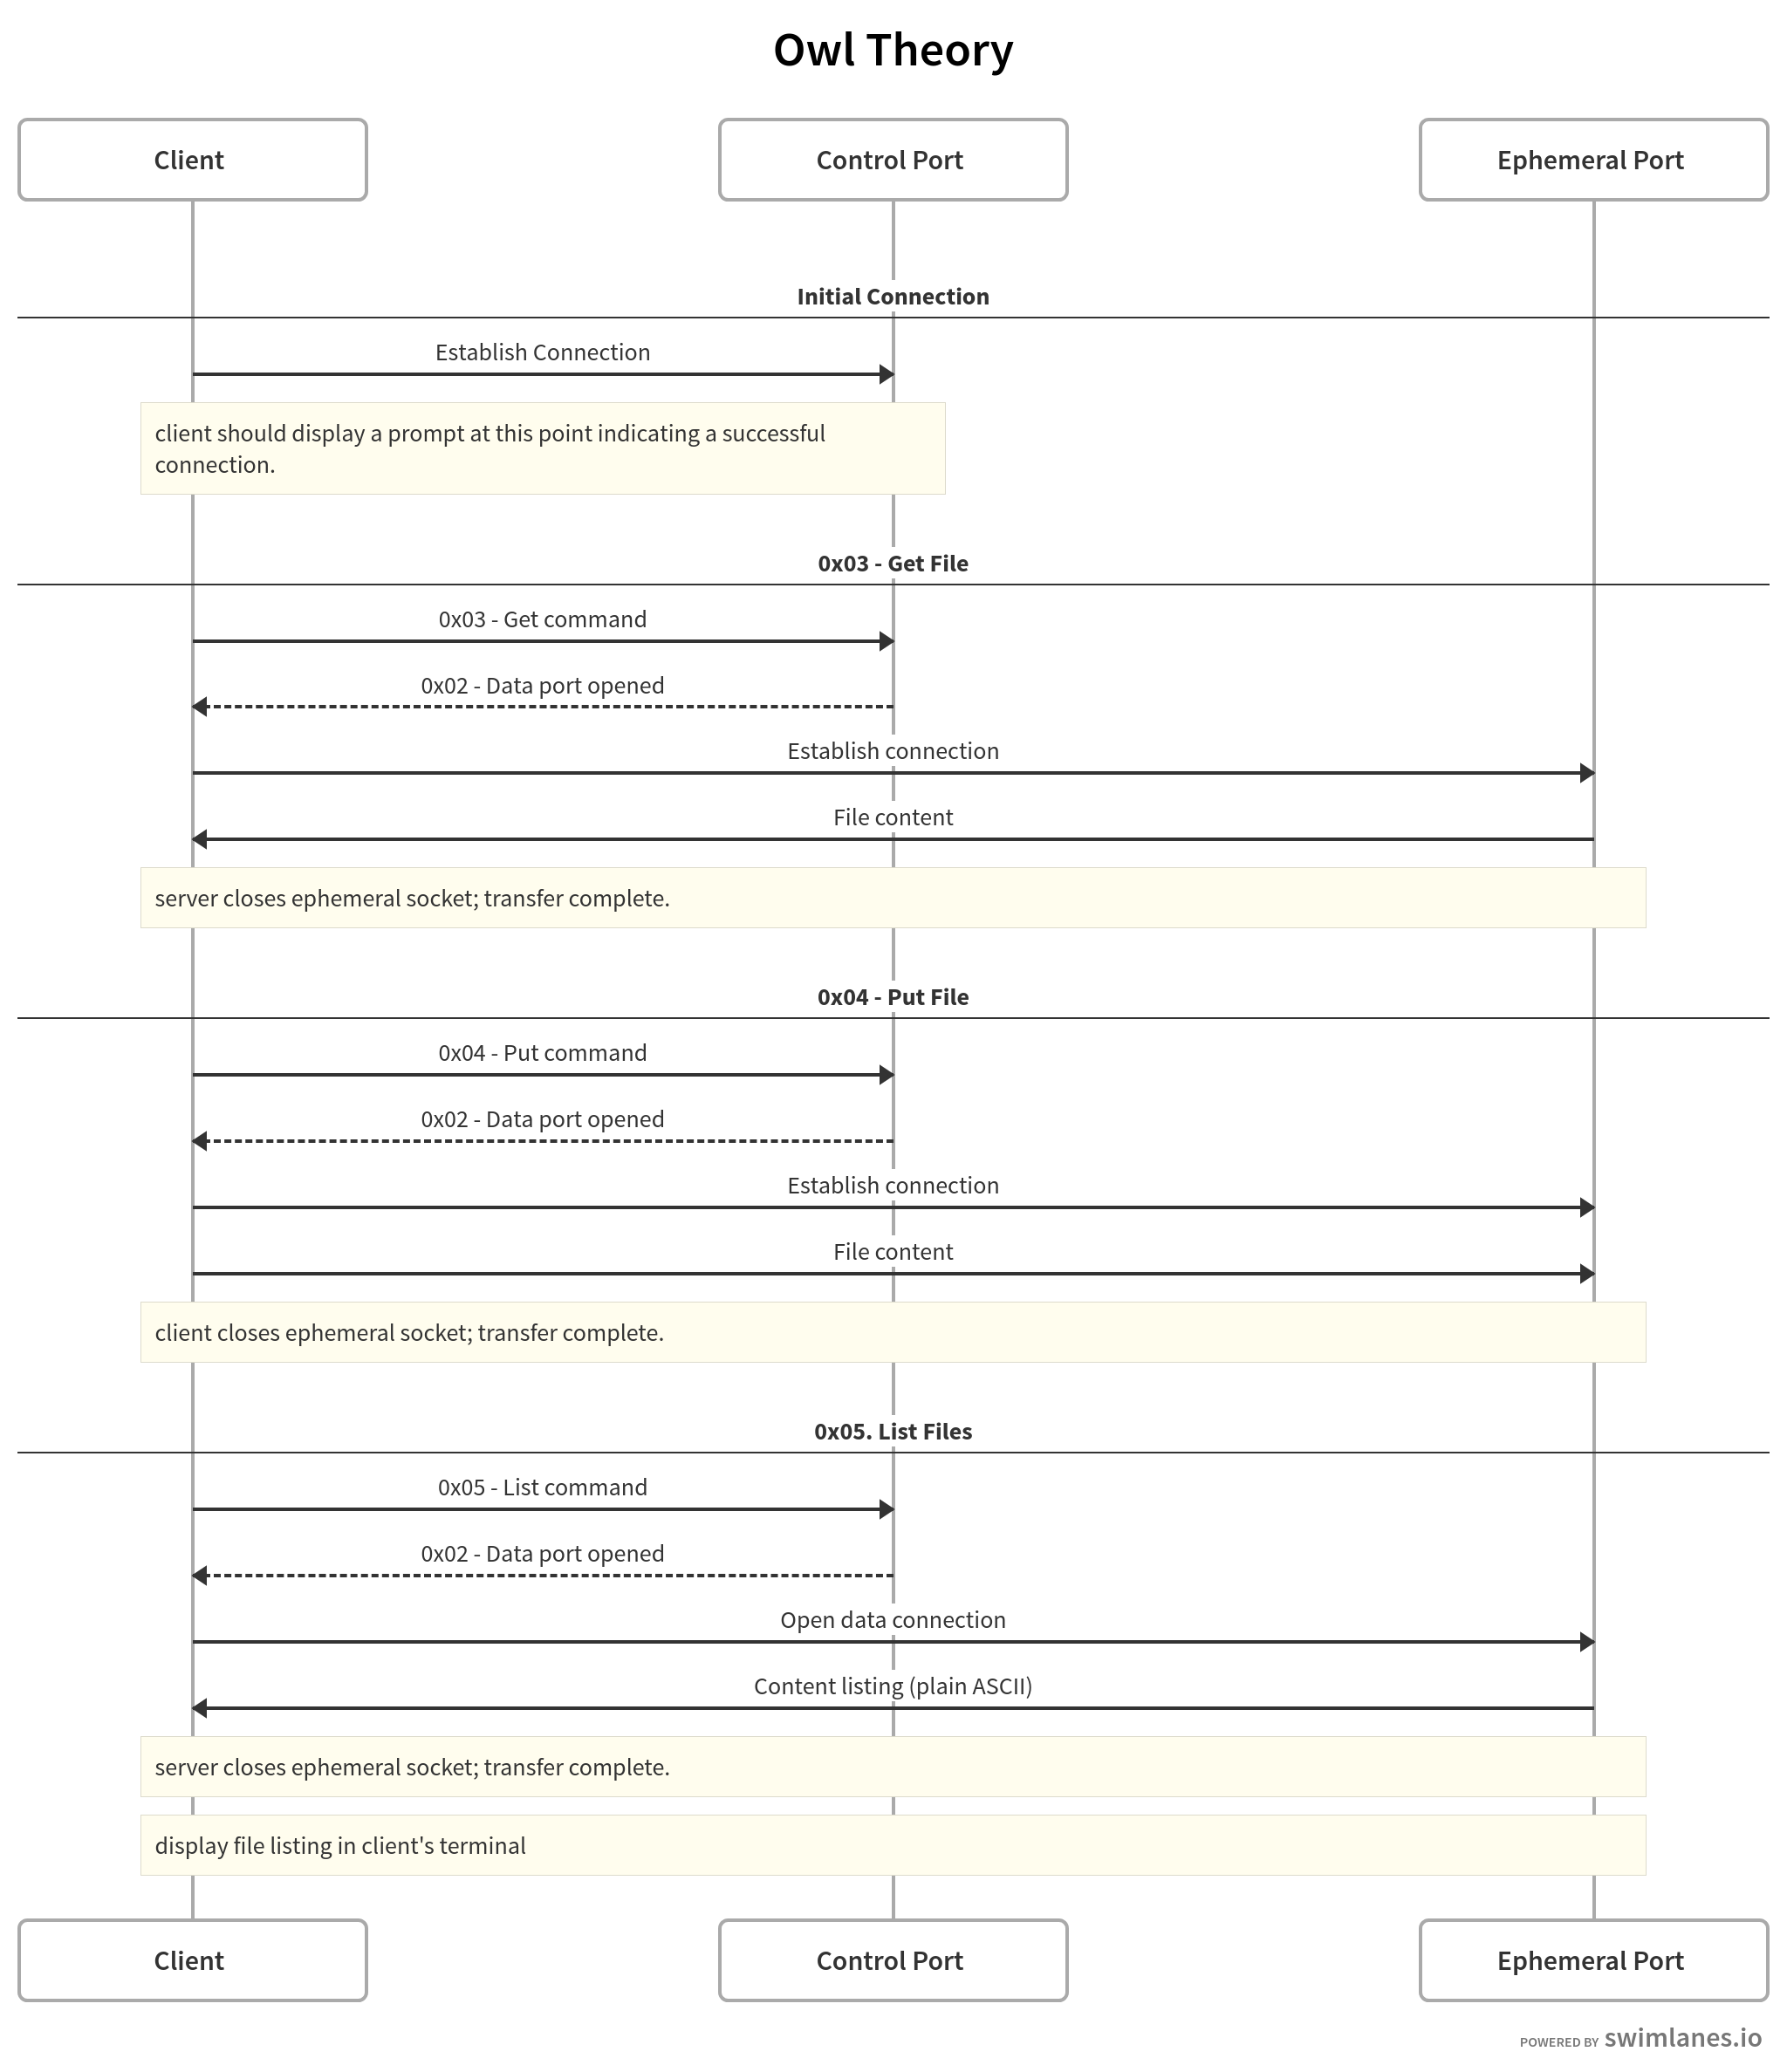 Owl Theory
Client
Control Port
Ephemeral Port
Initial Connection
Establish Connection
client should display a prompt at this point indicating a successful
connection.
0x03 - Get File
0x03 - Get command
0x02 - Data port opened
Establish connection
File content
server closes ephemeral socket; transfer complete.
0x04 - Put File
0x04 - Put command
0x02 - Data port opened
Establish connection
File content
client closes ephemeral socket; transfer complete.
0x05. List Files
0x05 - List command
0x02 - Data port opened
Open data connection
Content listing (plain ASCII)
server closes ephemeral socket; transfer complete.
display file listing in client's terminal
Client
Control Port
Ephemeral Port
POWERED BY swimlanes.io